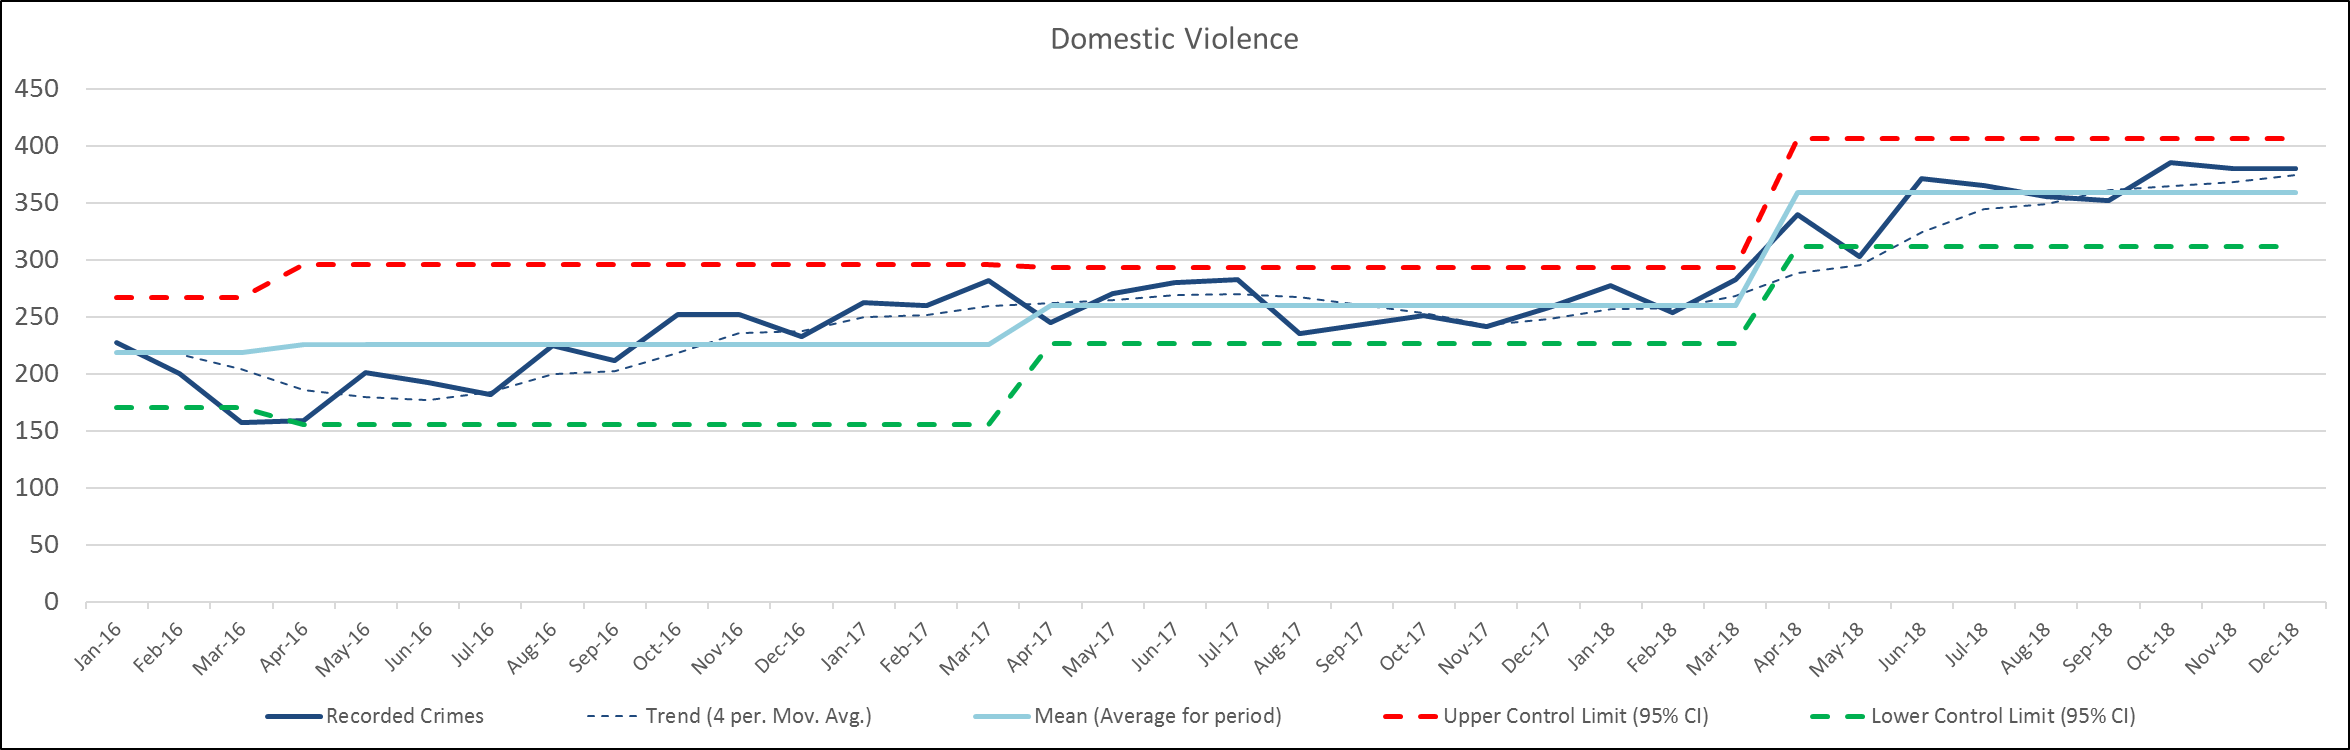 Domestic Violence
450
400
350
300
250
200
150
100
50
0
Jan-16
Feb-16
Mar-16
Apr-16
May-16
Jun-16
Jul-16
Aug-16
Sep-16
Oct-16
Nov-16
Dec-16
Jan-17
Feb-17
Mar-17
Apr-17
May-17
Jun-17
Jul-17
Aug-17
Sep-17
Oct-17
Nov-17
Dec-17
Jan-18
Feb-18
Mar-18
Apr-18
May-18
Jun-18
Jul-18
Aug-18
Sep-18
Oct-18
Nov-18
Dec-18
Recorded Crimes
Trend (4 per. Mov. Avg.)
Mean (Average for period)
Upper Control Limit (95% CI)
Lower Control Limit (95% CI)